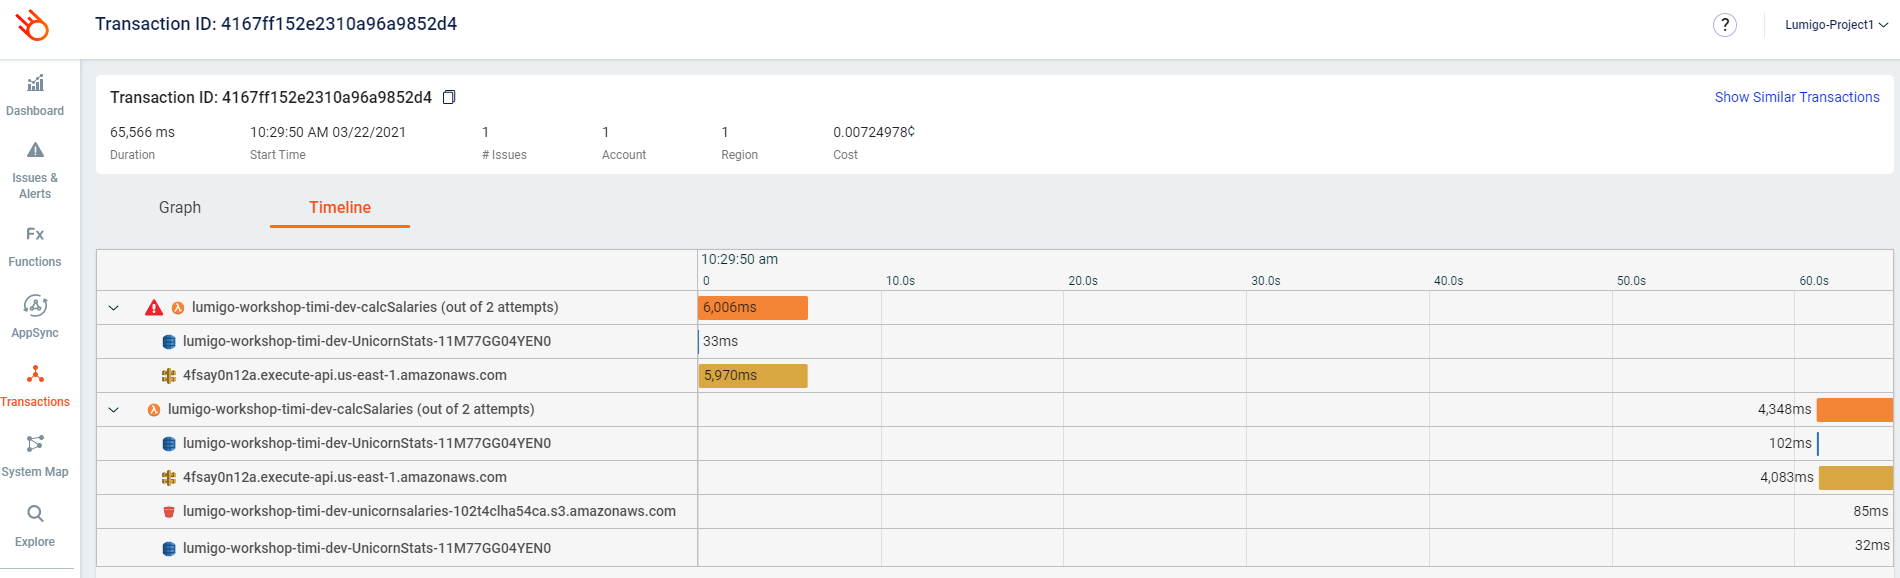 Transaction ID: 4167ff152e2310a96a9852d4
?
Lumigo-Project1
Dashboard
Issues &
Alerts
Fx
Functions
AppSync
Transactions
System Map
Explore
Transaction ID: 4167ff152e2310a96a9852d4
Show Similar Transactions
65,566 ms
Duration
10:29:50 AM 03/22/2021
Start Time
1
# Issues
1
Account
1
Region
0.00724978¢
Cost
Graph
Timeline
10:29:50 am
0 10.0s 20.0s 30.0s 40.0s 50.0s 60.0s
lumigo-workshop-timi-dev-calcSalaries (out of 2 attempts) 6,006ms
lumigo-workshop-timi-dev-UnicornStats-11M77GG04YEN0 33ms
4fsay0n12a.execute-api.us-east-1.amazonaws.com 5,970ms
lumigo-workshop-timi-dev-calcSalaries (out of 2 attempts) 4,348ms
lumigo-workshop-timi-dev-UnicornStats-11M77GG04YEN0 102ms
4fsay0n12a.execute-api.us-east-1.amazonaws.com 4,083ms
lumigo-workshop-timi-dev-unicornsalaries-102t4clha54ca.s3.amazonaws.com 85ms
lumigo-workshop-timi-dev-UnicornStats-11M77GG04YEN0 32ms